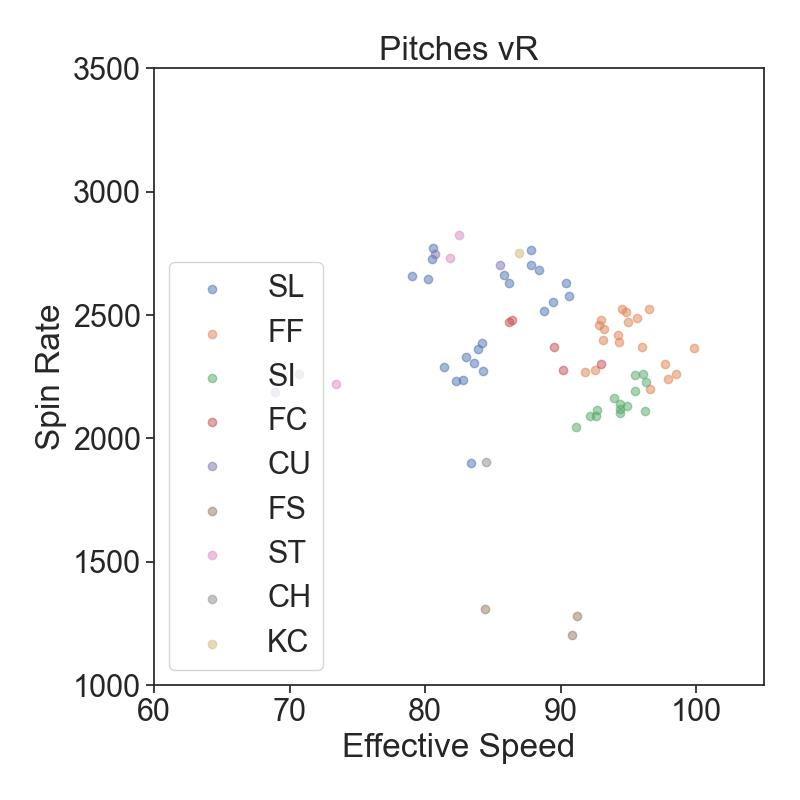 Pitches vR
3500
3000
2500
2000
1500
1000
Spin Rate
SL
FF
SI
FC
CU
FS
ST
CH
KC
60 70 80 90 100
Effective Speed